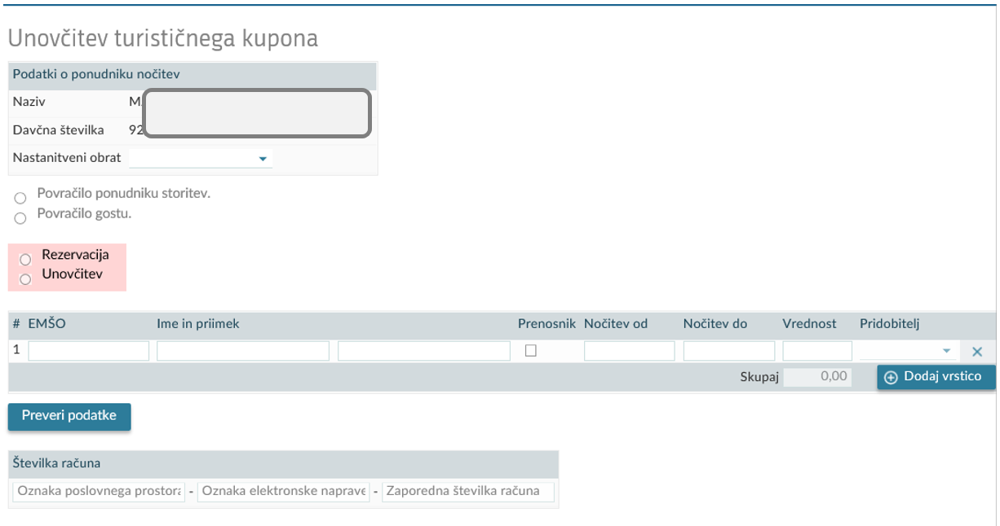 Unovčitev turističnega kupona
Podatki o ponudniku nočitev
Naziv
Davčna številka 92
Nastanitveni obrat
Povračilo ponudniku storitev.
Povračilo gostu.
Rezervacija
Unovčitev
# EMŠO Ime in priimek Prenosnik Nočitev od Nočitev do Vrednost Pridobitelj
1
Skupaj 0,00 Dodaj vrstico
Preveri podatke
Številka računa
Oznaka poslovnega prostora - Oznaka elektronske naprave - Zaporedna številka računa